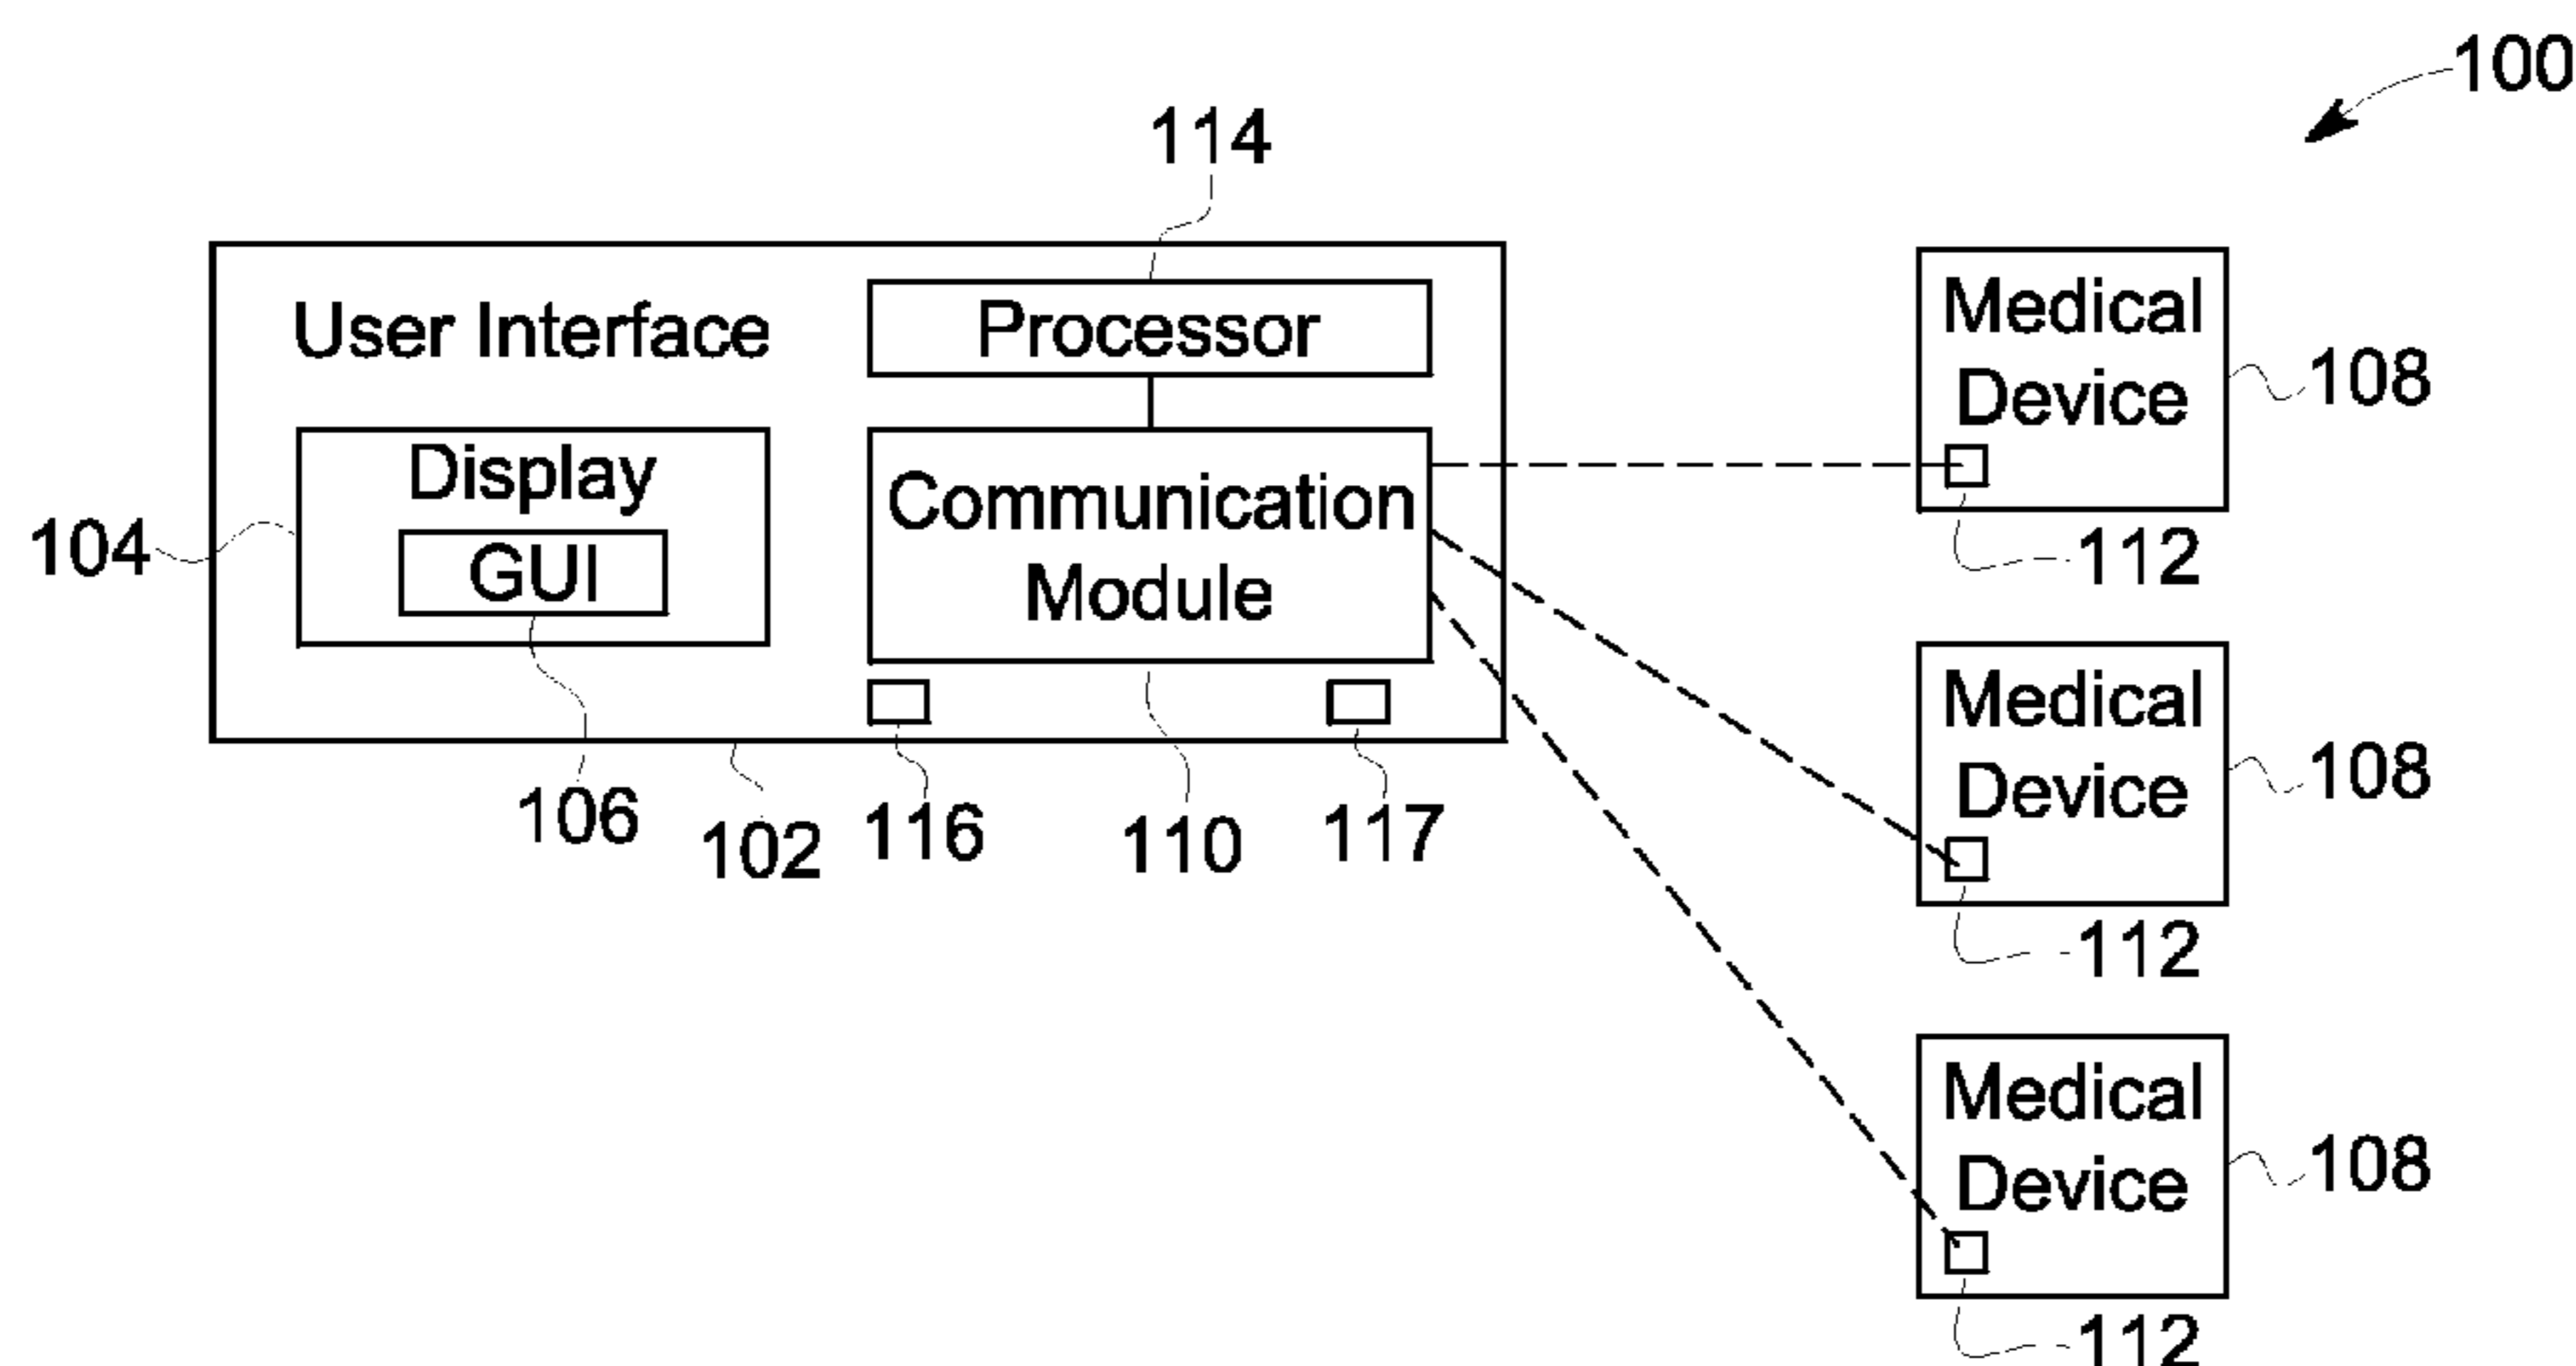 100
114
User Interface
Processor
Medical
Device
108
Display
GUI
104
Communication
Module
112
106
102
116
110
117
Medical
Device
108
112
Medical
Device
108
112